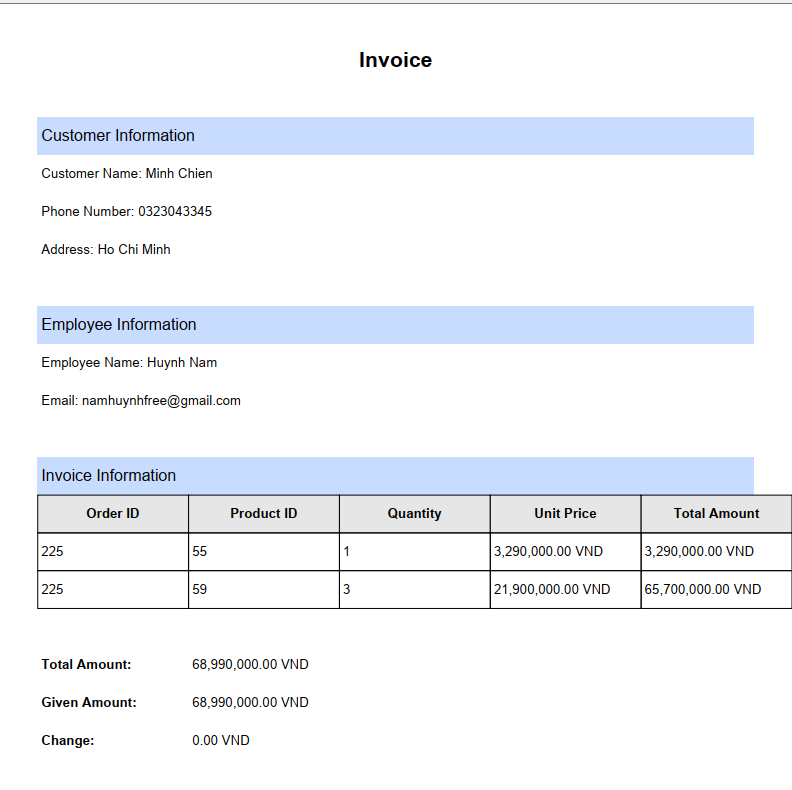 Invoice
Customer Information
Customer Name: Minh Chien
Phone Number: 0323043345
Address: Ho Chi Minh
Employee Information
Employee Name: Huynh Nam
Email: namhuynhfree@gmail.com
Invoice Information
Order ID Product ID Quantity Unit Price Total Amount
225 55 1 3,290,000.00 VND 3,290,000.00 VND
225 59 3 21,900,000.00 VND 65,700,000.00 VND
Total Amount: 68,990,000.00 VND
Given Amount: 68,990,000.00 VND
Change: 0.00 VND